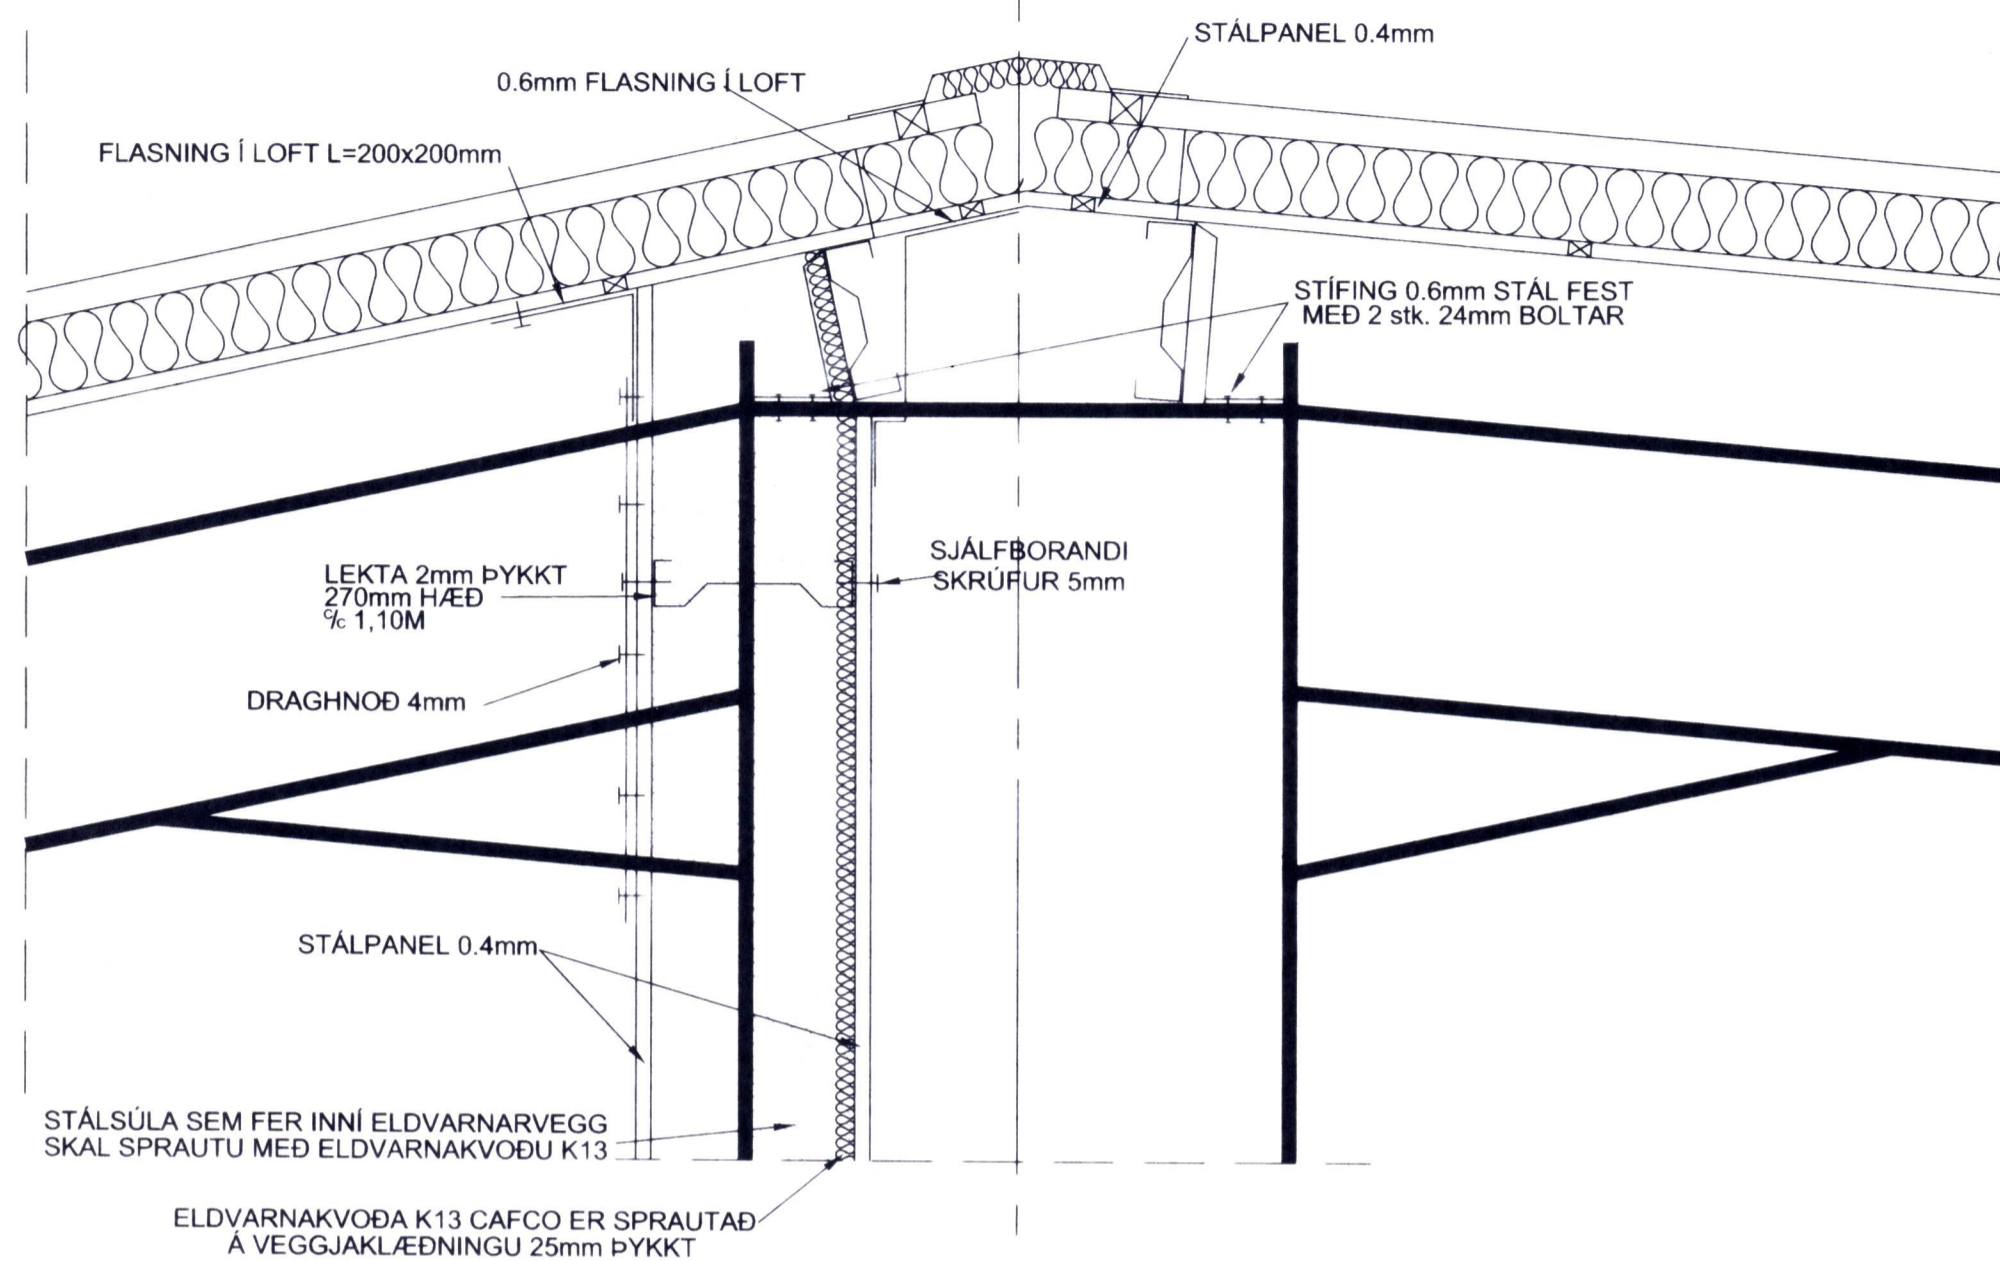 STÁLPANEL 0.4mm
0.6mm FLASNING Í LOFT
FLASNING Í LOFT L=200x200mm
STÍFING 0.6mm STÁL FEST
MEÐ 2 stk. 24mm BOLTAR
SJÁLFBORANDI
SKRÚFUR 5mm
LEKTA 2mm ÞYKKT
270mm HÆÐ
c/c 1,10M
DRAGHNOÐ 4mm
STÁLPANEL 0.4mm
STÁLSÚLA SEM FER INNÍ ELDVARNARVEGG
SKAL SPRAUTU MEÐ ELDVARNAKVOÐU K13
ELDVARNAKVOÐA K13 CAFCO ER SPRAUTAÐ
Á VEGGJAKLÆÐNINGU 25mm ÞYKKT